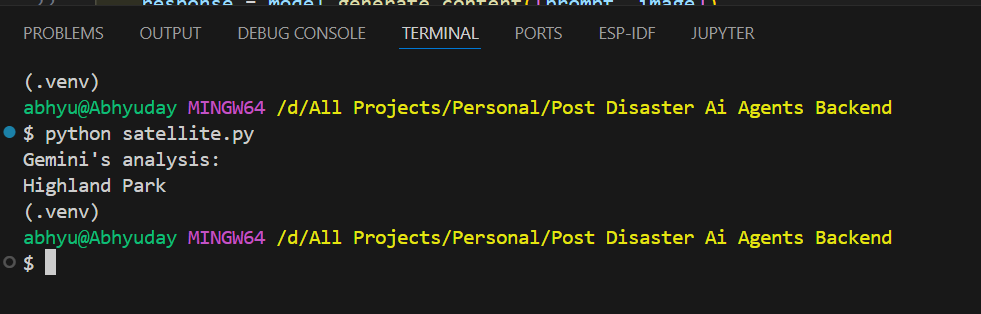 response = model.generate_content([prompt, image])
PROBLEMS OUTPUT DEBUG CONSOLE TERMINAL PORTS ESP-IDF JUPYTER
(.venv)
abhyu@Abhyuday MINGW64 /d/All Projects/Personal/Post Disaster Ai Agents Backend
$ python satellite.py
Gemini's analysis:
Highland Park
(.venv)
abhyu@Abhyuday MINGW64 /d/All Projects/Personal/Post Disaster Ai Agents Backend
$